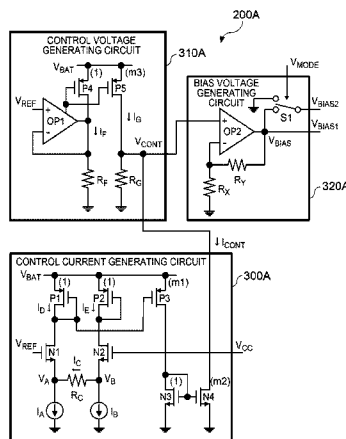 200A
CONTROL VOLTAGE
GENERATING CIRCUIT
310A
VBAT
(1)
(m3)
P4
P5
VREF
OP1
IF
IG
VCONT
RF
RG
VMODE
BIAS VOLTAGE
GENERATING
CIRCUIT
S1
VBIAS2
VBIAS1
OP2
VBIAS
RY
RX
320A
ICONT
CONTROL CURRENT GENERATING CIRCUIT
300A
VBAT
(1)
(1)
(m1)
P1
P2
P3
ID
IE
VREF
N1
N2
VCC
IC
VA
VB
RC
(1)
(m2)
N3
N4
IA
IB